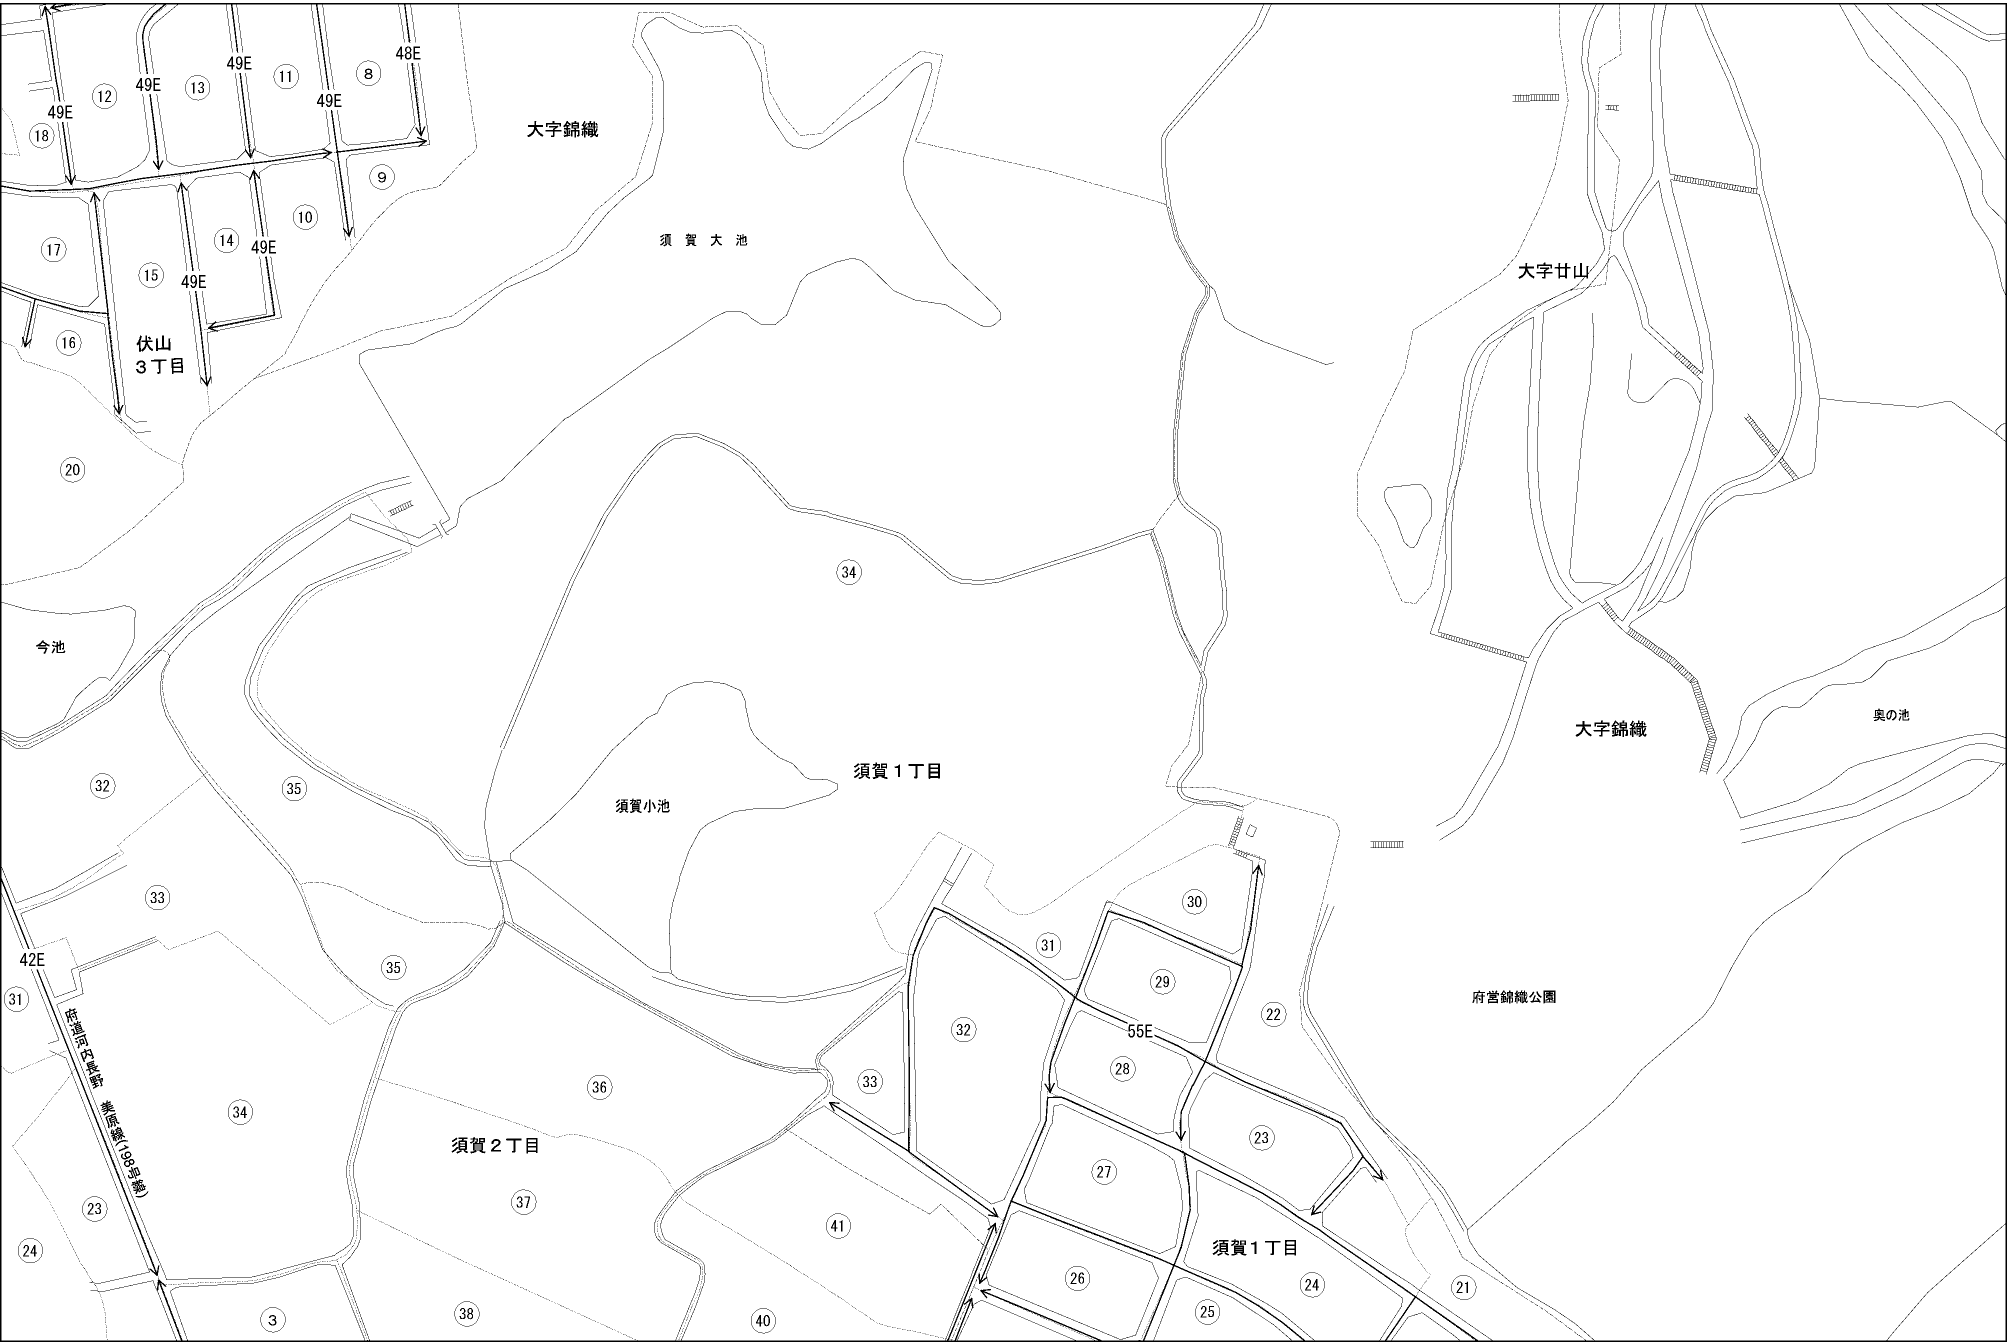 48E
49E
49E
49E
49E
49E
49E
49E
⑧
⑪
⑬
⑫
⑱
⑨
⑩
⑭
⑮
⑰
⑯
⑳
大字錦織
須賀大池
大字廿山
伏山
3丁目
今池
㉞
㉜
㉟
須賀小池
須賀1丁目
大字錦織
奥の池
㉝
㉟
42E
㉛
府道河内長野 美原線(198号線)
㉚
㉛
㉙
㉒
府営錦織公園
㉜
55E
㉘
㉝
㊱
㉞
須賀2丁目
㉓
㉗
㉓
㊲
㊶
㉔
須賀1丁目
㉖
㉔
㉑
㉕
③
㊳
㊵